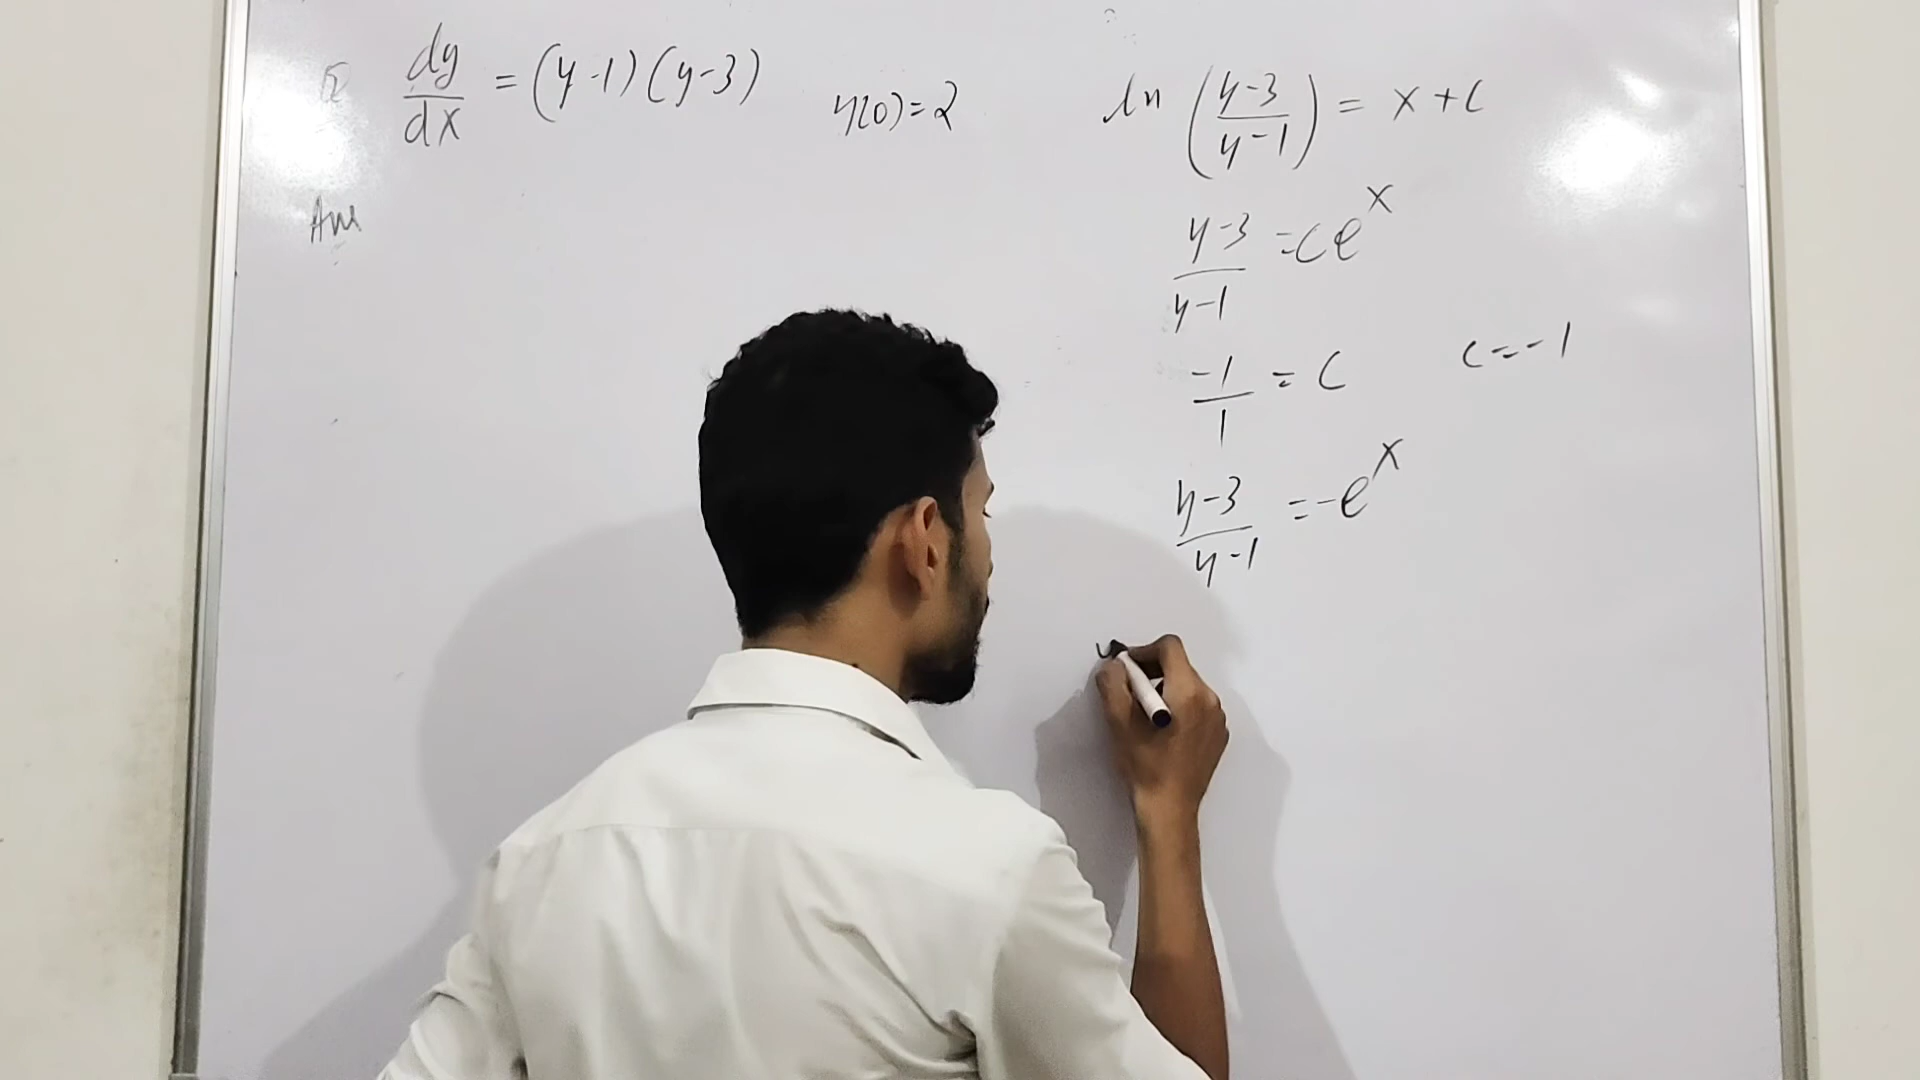 dy/dx = (y-1)(y-3) y(0)=2
Ans
ln ((y-3)/(y-1)) = x+c
(y-3)/(y-1) = ce^x
-1/1 = c c=-1
(y-3)/(y-1) = -e^x